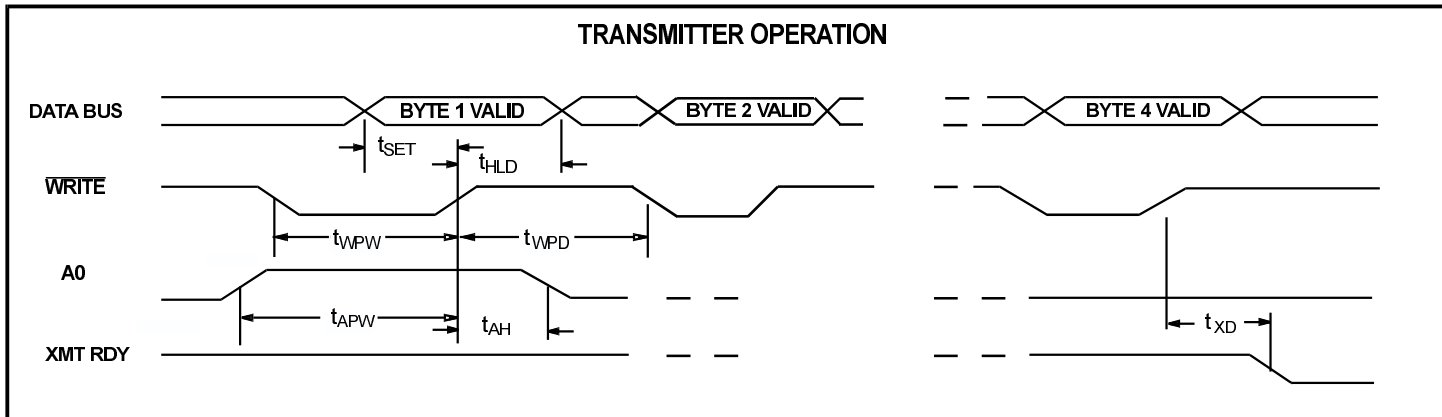 TRANSMITTER OPERATION
DATA BUS
BYTE 1 VALID
BYTE 2 VALID
BYTE 4 VALID
tSET
tHLD
WRITE
tWPW
tWPD
A0
tAPW
tAH
tXD
XMT RDY